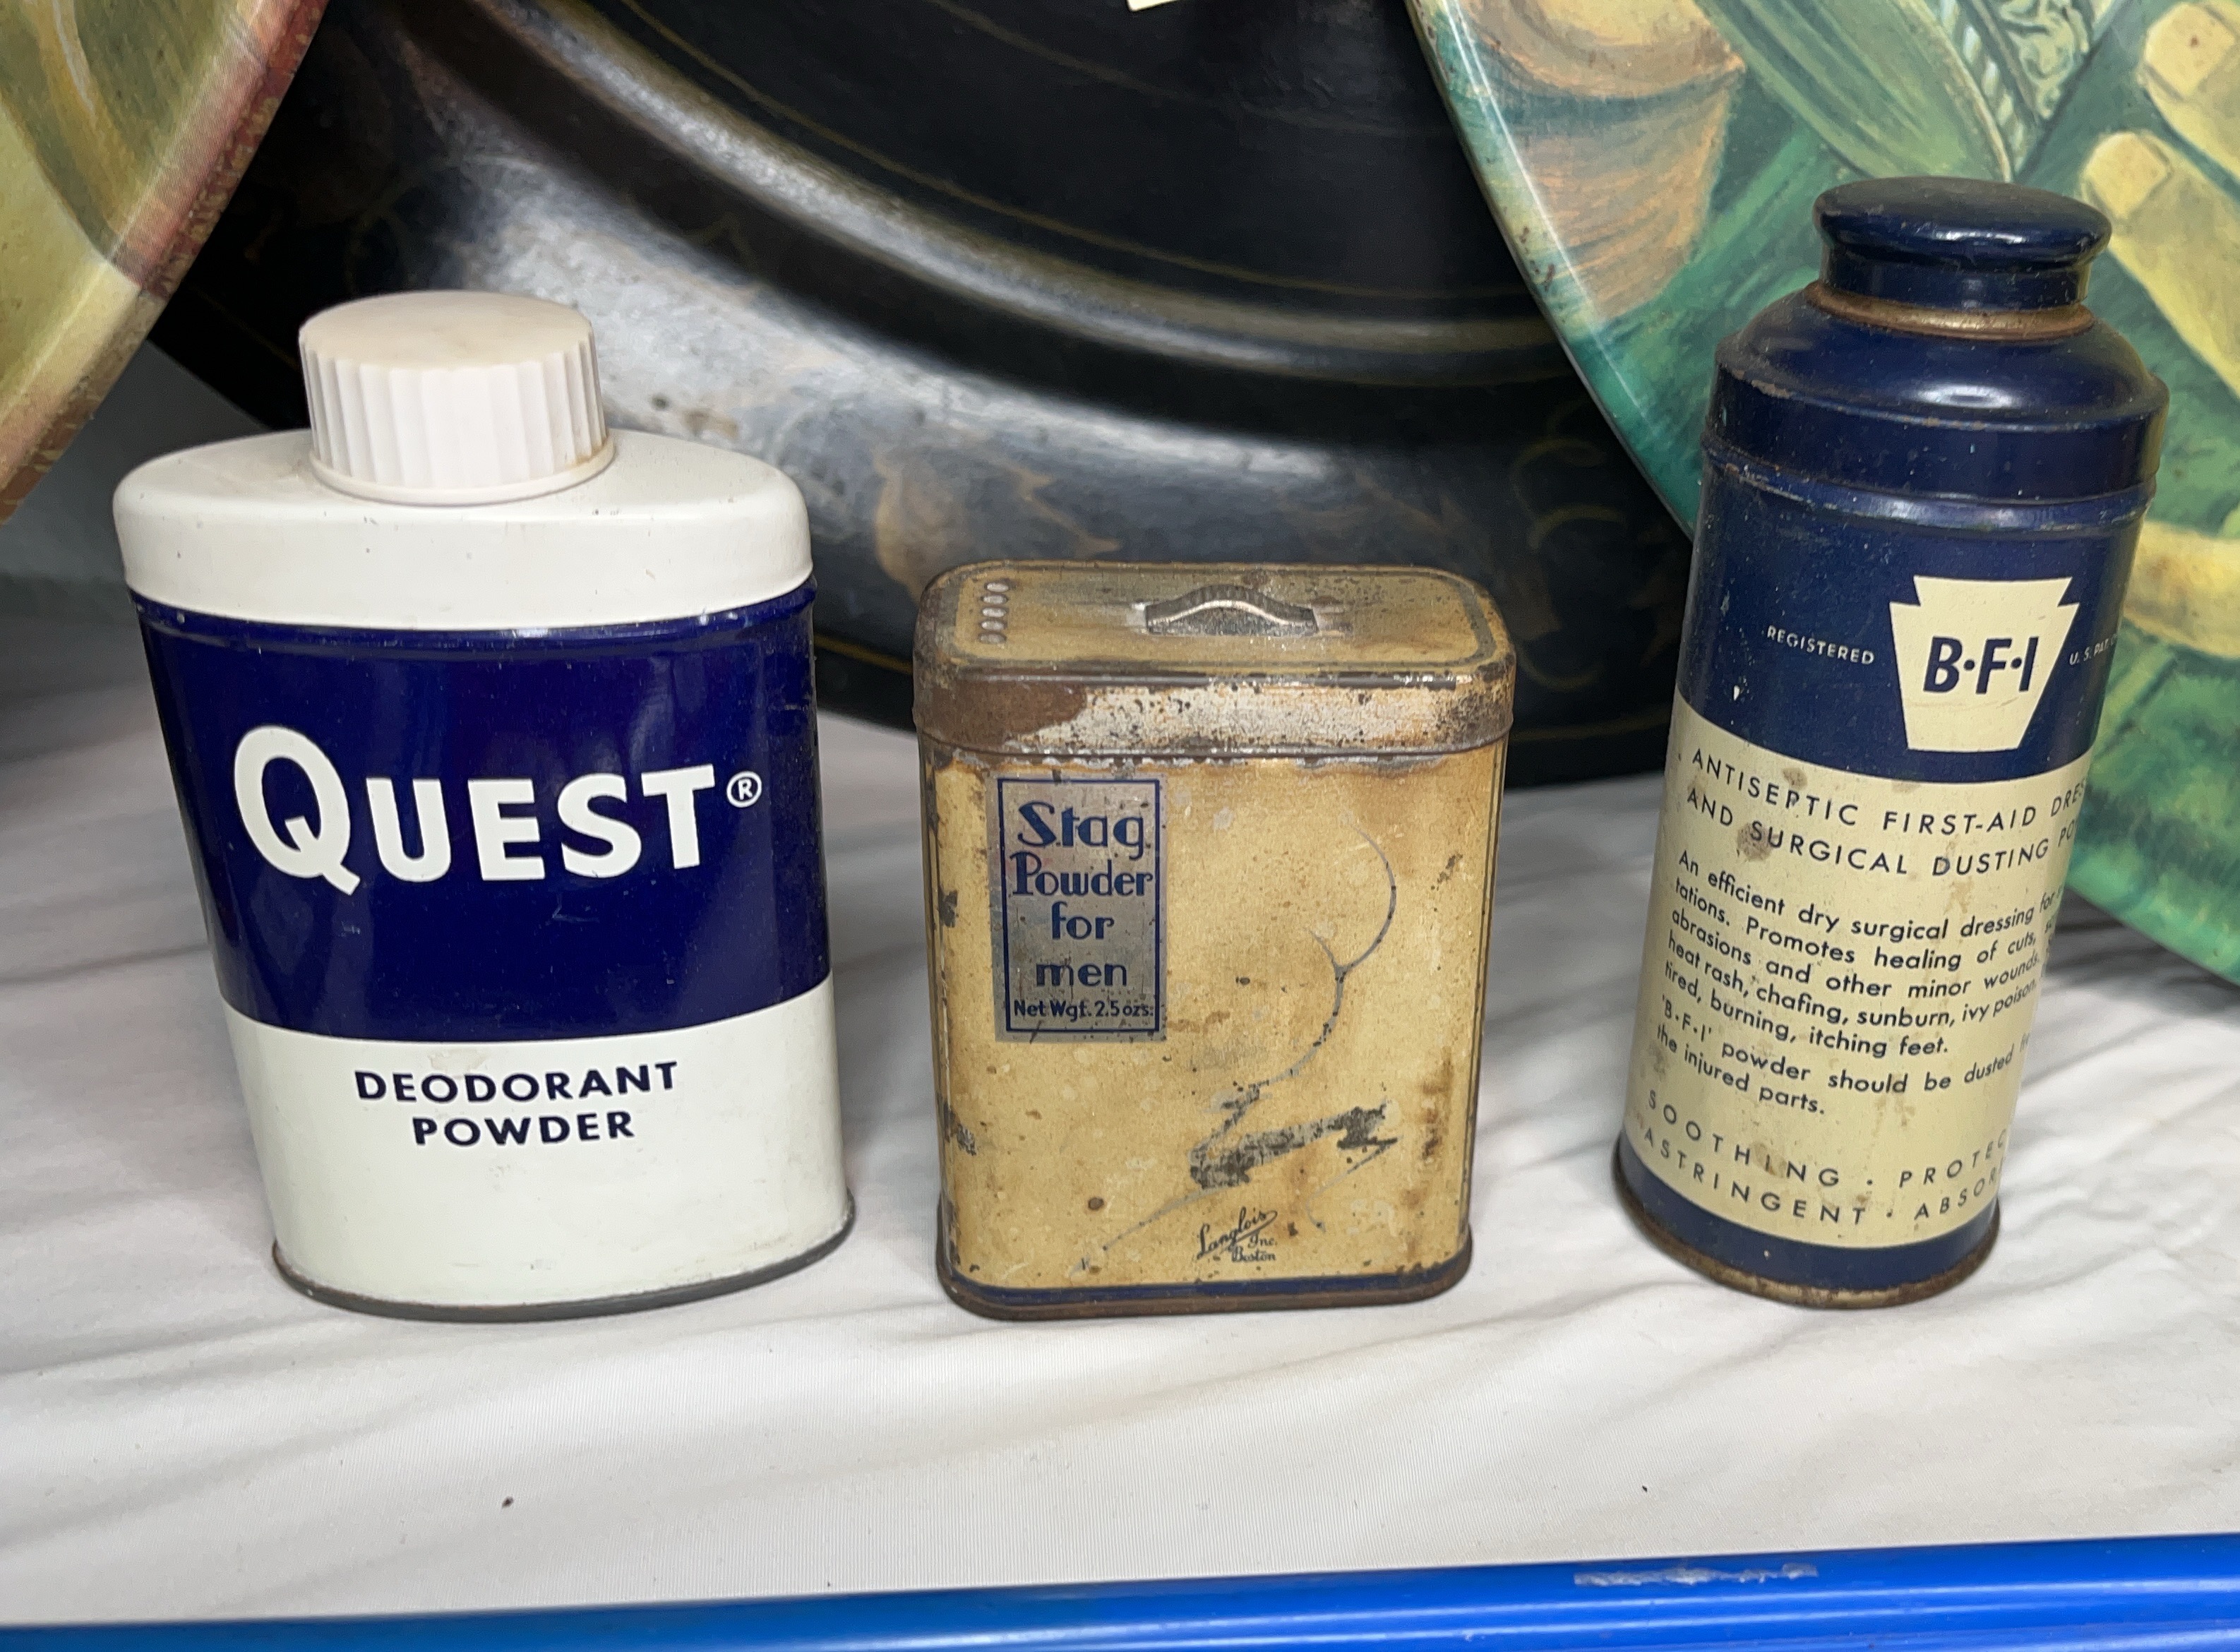 QUEST®
DEODORANT
POWDER
Stag
Powder
for
men
Net Wgt. 2.5 ozs.
Langlois
Inc.
Boston
REGISTERED
B·F·I
U.S. PAT.
ANTISEPTIC FIRST-AID
AND SURGICAL DUSTING
An efficient dry surgical dressing for
tations. Promotes healing of cuts,
abrasions and other minor wounds.
heat rash, chafing, sunburn, ivy poison,
tired, burning, itching feet.
'B·F·I' powder should be dusted
the injured parts.
SOOTHING ·
ASTRINGENT ·